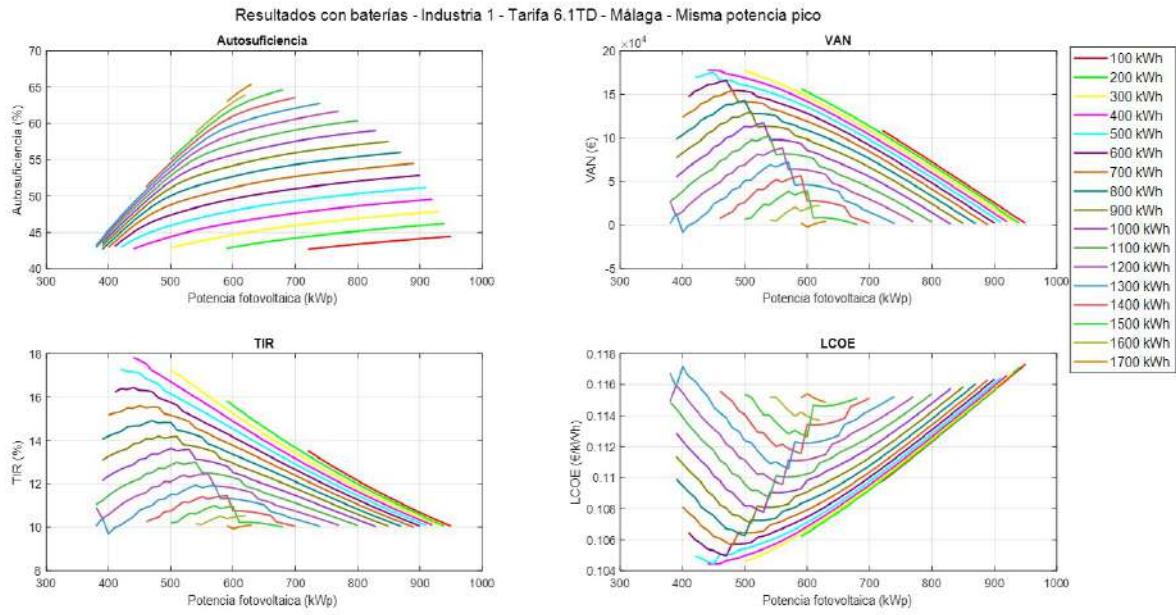 Resultados con baterías - Industria 1 - Tarifa 6.1TD - Málaga - Misma potencia pico
Autosuficiencia
70
65
60
55
50
45
40
Autosuficiencia (%)
300 400 500 600 700 800 900 1000
Potencia fotovoltaica (kWp)
VAN
×10⁴
20
15
10
5
0
-5
VAN (€)
300 400 500 600 700 800 900 1000
Potencia fotovoltaica (kWp)
100 kWh
200 kWh
300 kWh
400 kWh
500 kWh
600 kWh
700 kWh
800 kWh
900 kWh
1000 kWh
1100 kWh
1200 kWh
1300 kWh
1400 kWh
1500 kWh
1600 kWh
1700 kWh
TIR
18
16
14
12
10
8
TIR (%)
300 400 500 600 700 800 900 1000
Potencia fotovoltaica (kWp)
LCOE
0.118
0.116
0.114
0.112
0.110
0.108
0.106
0.104
LCOE (€/kWh)
300 400 500 600 700 800 900 1000
Potencia fotovoltaica (kWp)